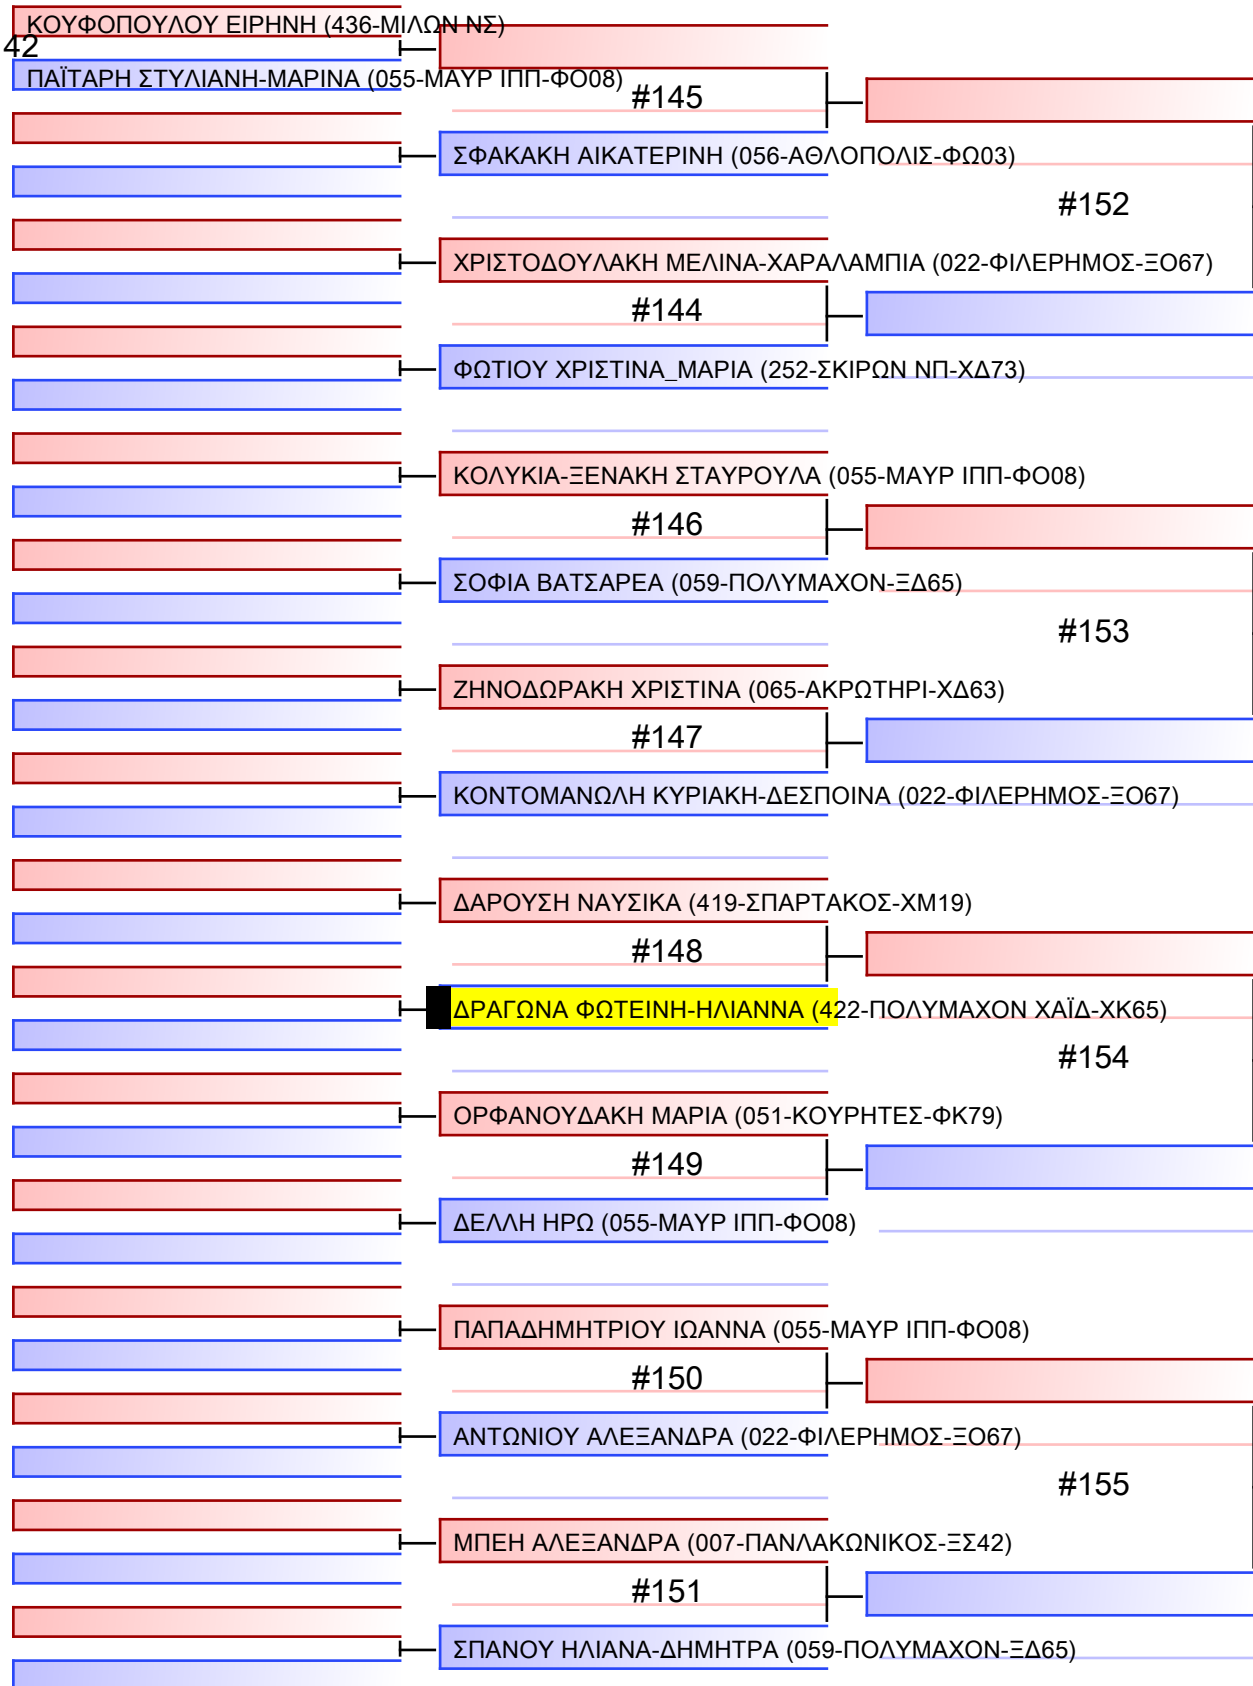 ΚΟΥΦΟΠΟΥΛΟΥ ΕΙΡΗΝΗ (436-ΜΙΛΩΝ ΝΣ)
42
ΠΑΪΤΑΡΗ ΣΤΥΛΙΑΝΗ-ΜΑΡΙΝΑ (055-ΜΑΥΡ ΙΠΠ-ΦΟ08)
#145
ΣΦΑΚΑΚΗ ΑΙΚΑΤΕΡΙΝΗ (056-ΑΘΛΟΠΟΛΙΣ-ΦΩ03)
#152
ΧΡΙΣΤΟΔΟΥΛΑΚΗ ΜΕΛΙΝΑ-ΧΑΡΑΛΑΜΠΙΑ (022-ΦΙΛΕΡΗΜΟΣ-ΞΟ67)
#144
ΦΩΤΙΟΥ ΧΡΙΣΤΙΝΑ_ΜΑΡΙΑ (252-ΣΚΙΡΩΝ ΝΠ-ΧΔ73)
ΚΟΛΥΚΙΑ-ΞΕΝΑΚΗ ΣΤΑΥΡΟΥΛΑ (055-ΜΑΥΡ ΙΠΠ-ΦΟ08)
#146
ΣΟΦΙΑ ΒΑΤΣΑΡΕΑ (059-ΠΟΛΥΜΑΧΟΝ-ΞΔ65)
#153
ΖΗΝΟΔΩΡΑΚΗ ΧΡΙΣΤΙΝΑ (065-ΑΚΡΩΤΗΡΙ-ΧΔ63)
#147
ΚΟΝΤΟΜΑΝΩΛΗ ΚΥΡΙΑΚΗ-ΔΕΣΠΟΙΝΑ (022-ΦΙΛΕΡΗΜΟΣ-ΞΟ67)
ΔΑΡΟΥΣΗ ΝΑΥΣΙΚΑ (419-ΣΠΑΡΤΑΚΟΣ-ΧΜ19)
#148
ΔΡΑΓΩΝΑ ΦΩΤΕΙΝΗ-ΗΛΙΑΝΝΑ (422-ΠΟΛΥΜΑΧΟΝ ΧΑΪΔ-ΧΚ65)
#154
ΟΡΦΑΝΟΥΔΑΚΗ ΜΑΡΙΑ (051-ΚΟΥΡΗΤΕΣ-ΦΚ79)
#149
ΔΕΛΛΗ ΗΡΩ (055-ΜΑΥΡ ΙΠΠ-ΦΟ08)
ΠΑΠΑΔΗΜΗΤΡΙΟΥ ΙΩΑΝΝΑ (055-ΜΑΥΡ ΙΠΠ-ΦΟ08)
#150
ΑΝΤΩΝΙΟΥ ΑΛΕΞΑΝΔΡΑ (022-ΦΙΛΕΡΗΜΟΣ-ΞΟ67)
#155
ΜΠΕΗ ΑΛΕΞΑΝΔΡΑ (007-ΠΑΝΛΑΚΩΝΙΚΟΣ-ΞΣ42)
#151
ΣΠΑΝΟΥ ΗΛΙΑΝΑ-ΔΗΜΗΤΡΑ (059-ΠΟΛΥΜΑΧΟΝ-ΞΔ65)